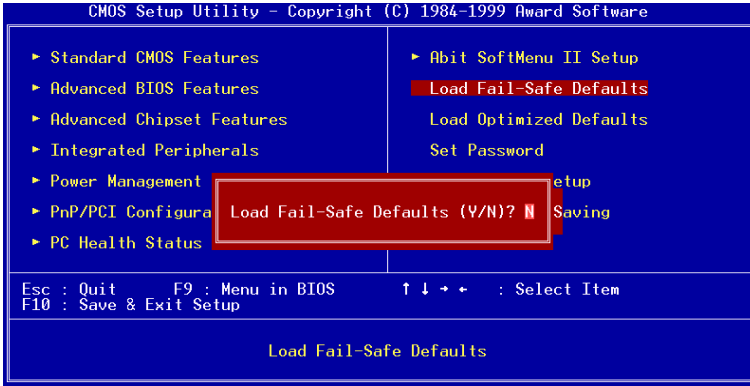 CMOS Setup Utility - Copyright (C) 1984-1999 Award Software
► Standard CMOS Features
► Advanced BIOS Features
► Advanced Chipset Features
► Integrated Peripherals
► Power Management
► PnP/PCI Configura
► PC Health Status
► Abit SoftMenu II Setup
Load Fail-Safe Defaults
Load Optimized Defaults
Set Password
etup
Saving
Load Fail-Safe Defaults (Y/N)? N
Esc : Quit F9 : Menu in BIOS ↑ ↓ → ← : Select Item
F10 : Save & Exit Setup
Load Fail-Safe Defaults